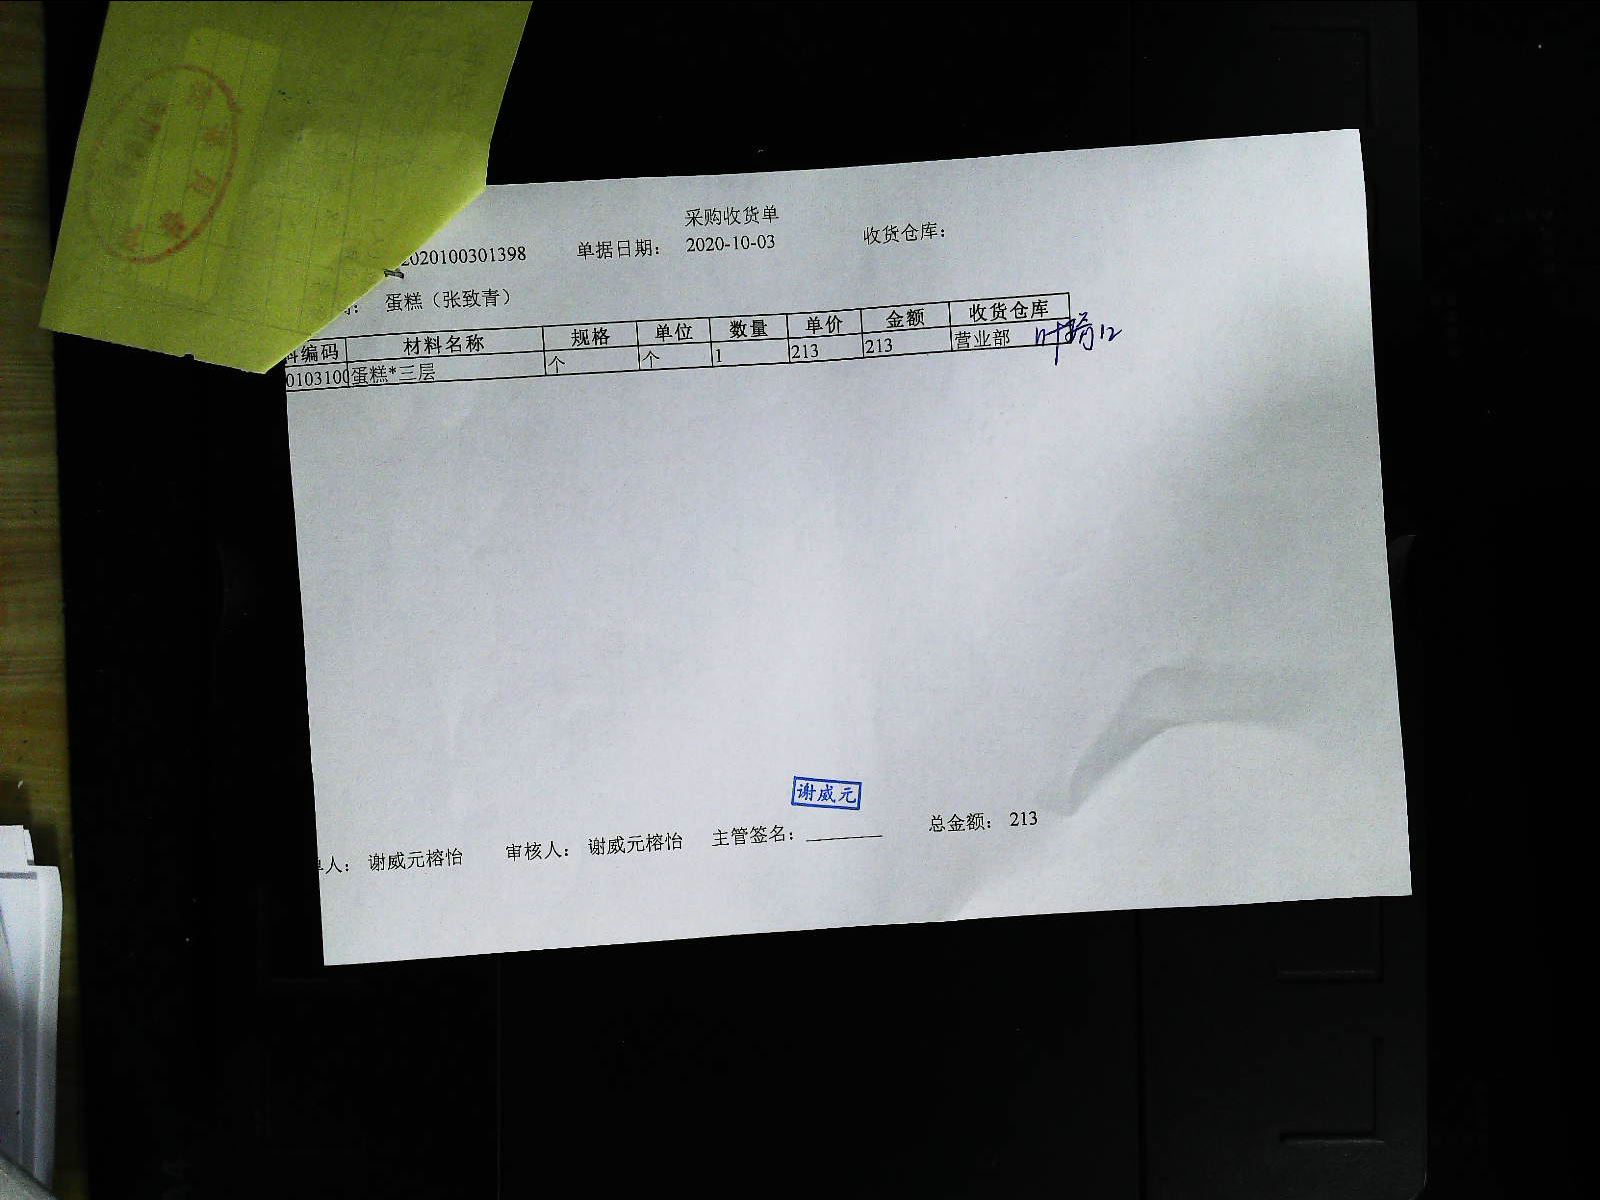 采购收货单
2020100301398 单据日期: 2020-10-03 收货仓库:
蛋糕(张致青)
料编码 材料名称 规格 单位 数量 单价 金额 收货仓库
0103100 蛋糕*三层 个 个 1 213 213 营业部
谢威元
单人: 谢威元榕怡 审核人: 谢威元榕怡 主管签名: 总金额: 213